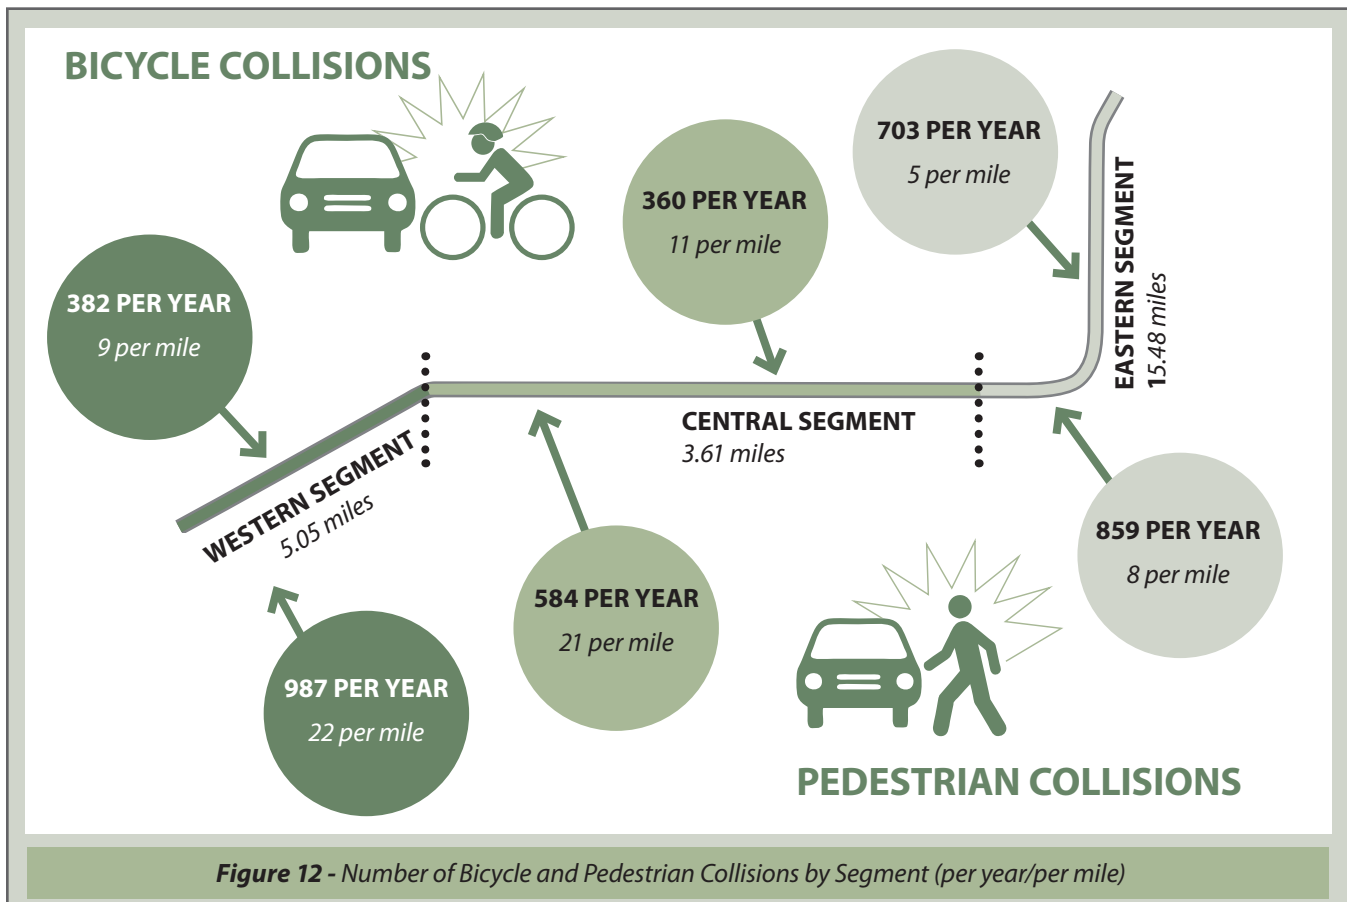 BICYCLE COLLISIONS
703 PER YEAR
5 per mile
360 PER YEAR
11 per mile
382 PER YEAR
9 per mile
EASTERN SEGMENT
15.48 miles
CENTRAL SEGMENT
3.61 miles
WESTERN SEGMENT
5.05 miles
859 PER YEAR
8 per mile
584 PER YEAR
21 per mile
987 PER YEAR
22 per mile
PEDESTRIAN COLLISIONS
Figure 12 - Number of Bicycle and Pedestrian Collisions by Segment (per year/per mile)